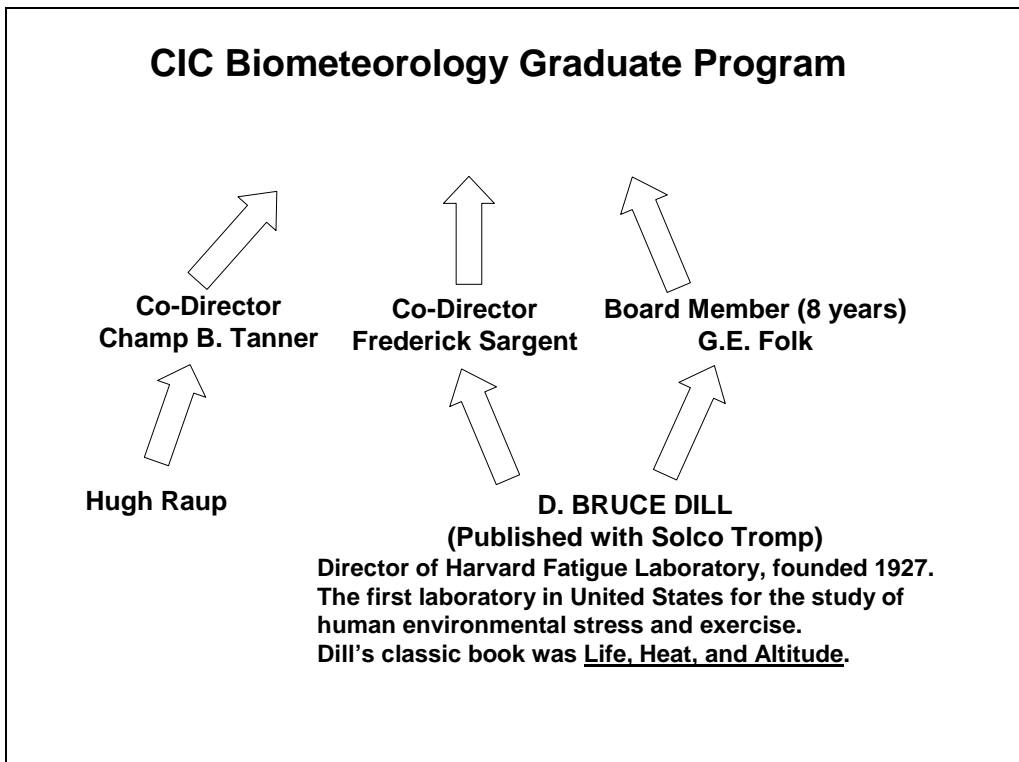 CIC Biometeorology Graduate Program
Co-Director
Champ B. Tanner
Co-Director
Frederick Sargent
Board Member (8 years)
G.E. Folk
Hugh Raup
D. BRUCE DILL
(Published with Solco Tromp)
Director of Harvard Fatigue Laboratory, founded 1927.
The first laboratory in United States for the study of
human environmental stress and exercise.
Dill's classic book was Life, Heat, and Altitude.